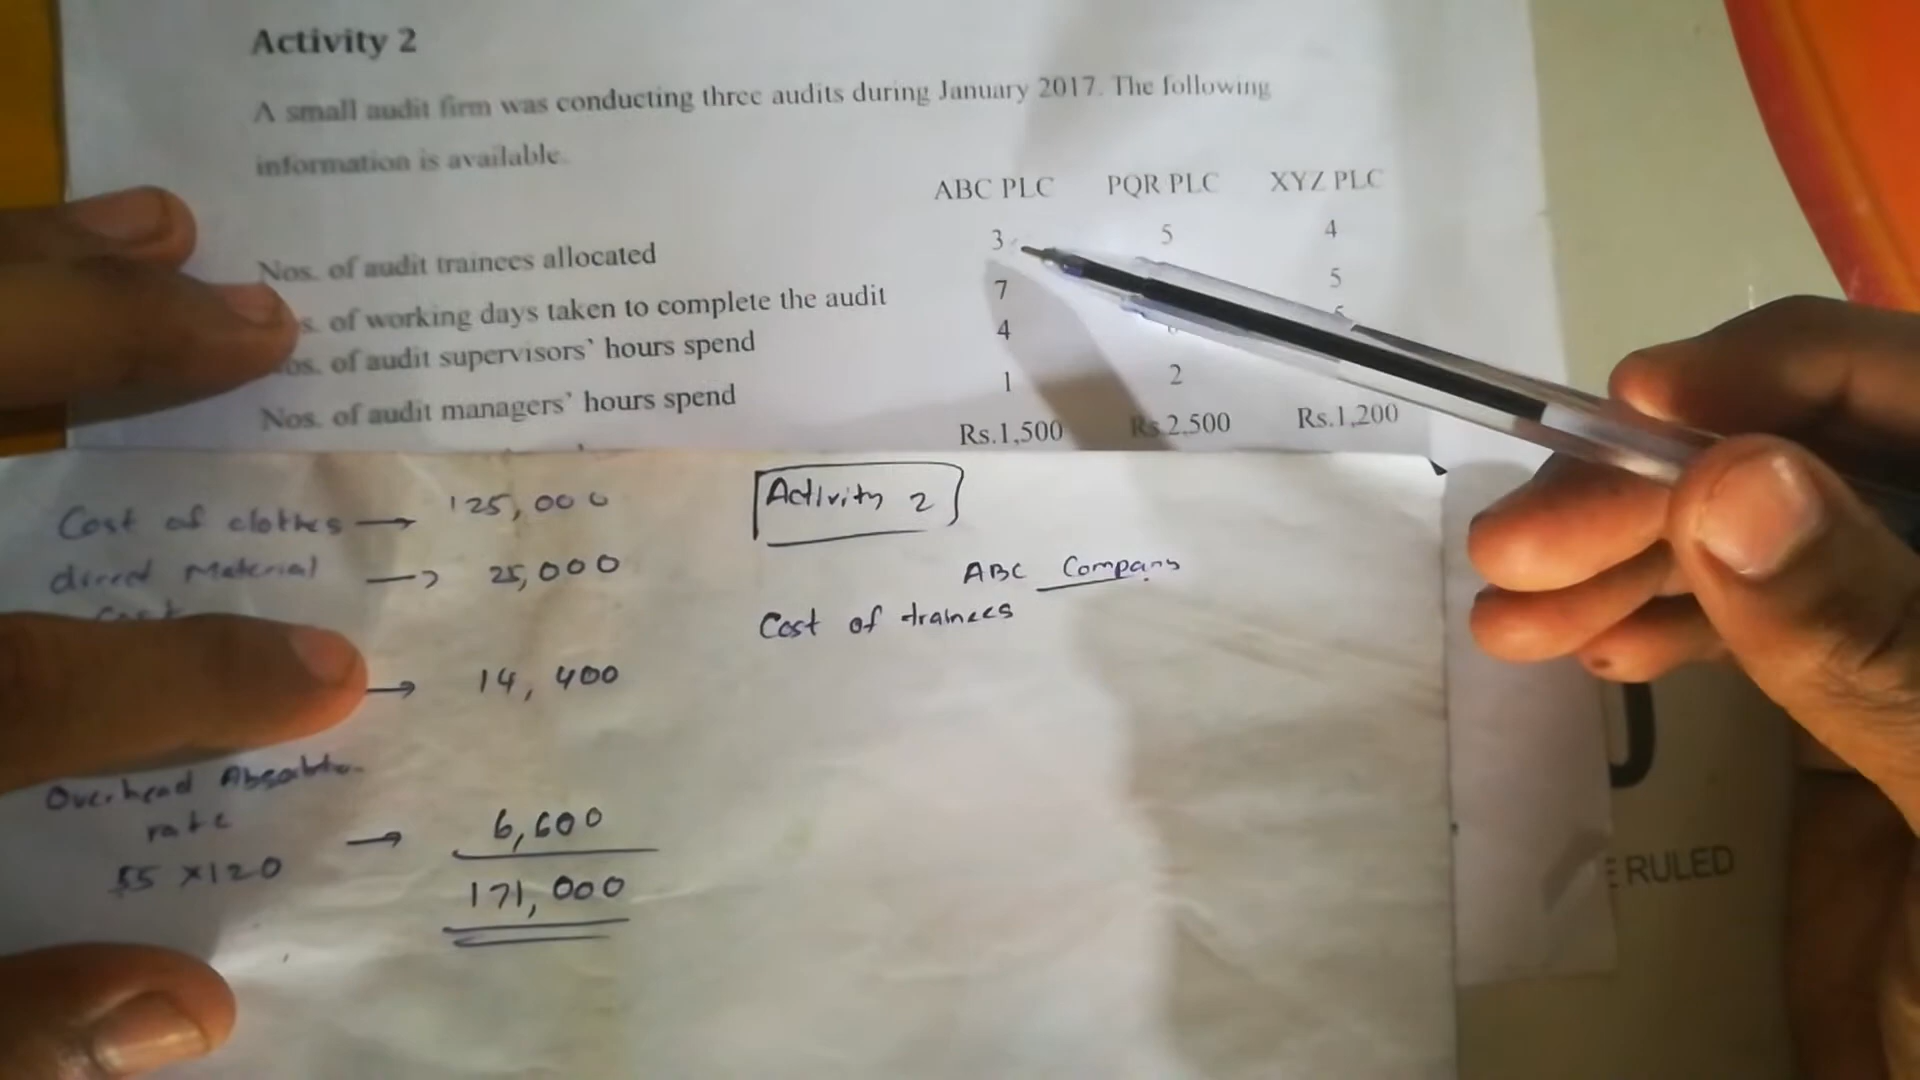 Activity 2
A small audit firm was conducting three audits during January 2017. The following
information is available.
ABC PLC PQR PLC XYZ PLC
Nos. of audit trainees allocated 3 5 4
s. of working days taken to complete the audit 7 5
os. of audit supervisors' hours spend 4
Nos. of audit managers' hours spend 1 2
Rs.1,500 Rs.2,500 Rs.1,200
Cost of clothes → 125,000
direct Material → 25,000
Cost
→ 14,400
Overhead Absorbtion
rate → 6,600
55 x 120
171,000
Activity 2
ABC Company
Cost of trainees
E RULED